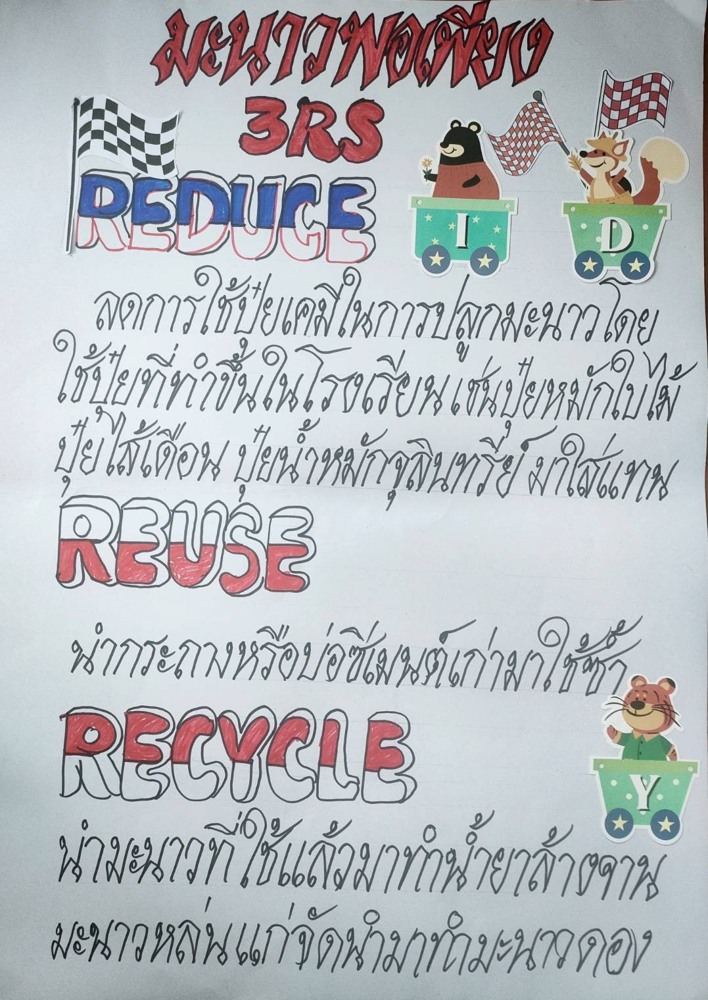 มะนาวพอเพียง
3RS
REDUCE
I D
ลดการใช้ปุ๋ยเคมีในการปลูกมะนาวโดย
ใช้ปุ๋ยที่ทำขึ้นในโรงเรียน เช่นปุ๋ยหมักใบไม้
ปุ๋ยไส้เดือน ปุ๋ยน้ำหมักจุลินทรีย์ มาใส่แทน
REUSE
นำกระถางหรือบ่อซีเมนต์เก่ามาใช้ซ้ำ
RECYCLE
Y
นำมะนาวที่ใช้แล้วมาทำน้ำยาล้างจาน
มะนาวหล่นแก่จัดนำมาทำมะนาวดอง